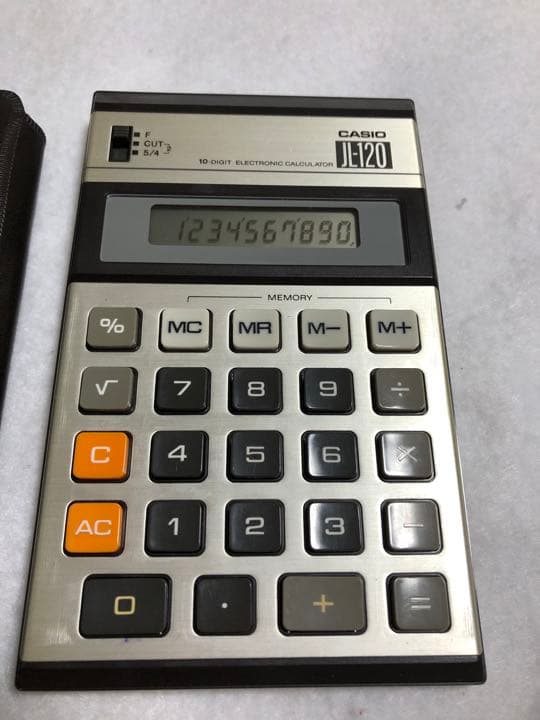 F
CUT
5/4
CASIO
JL-120
10-DIGIT ELECTRONIC CALCULATOR
1234567890.
MEMORY
% MC MR M− M+
√ 7 8 9 ÷
C 4 5 6 ×
AC 1 2 3 −
0 . + =